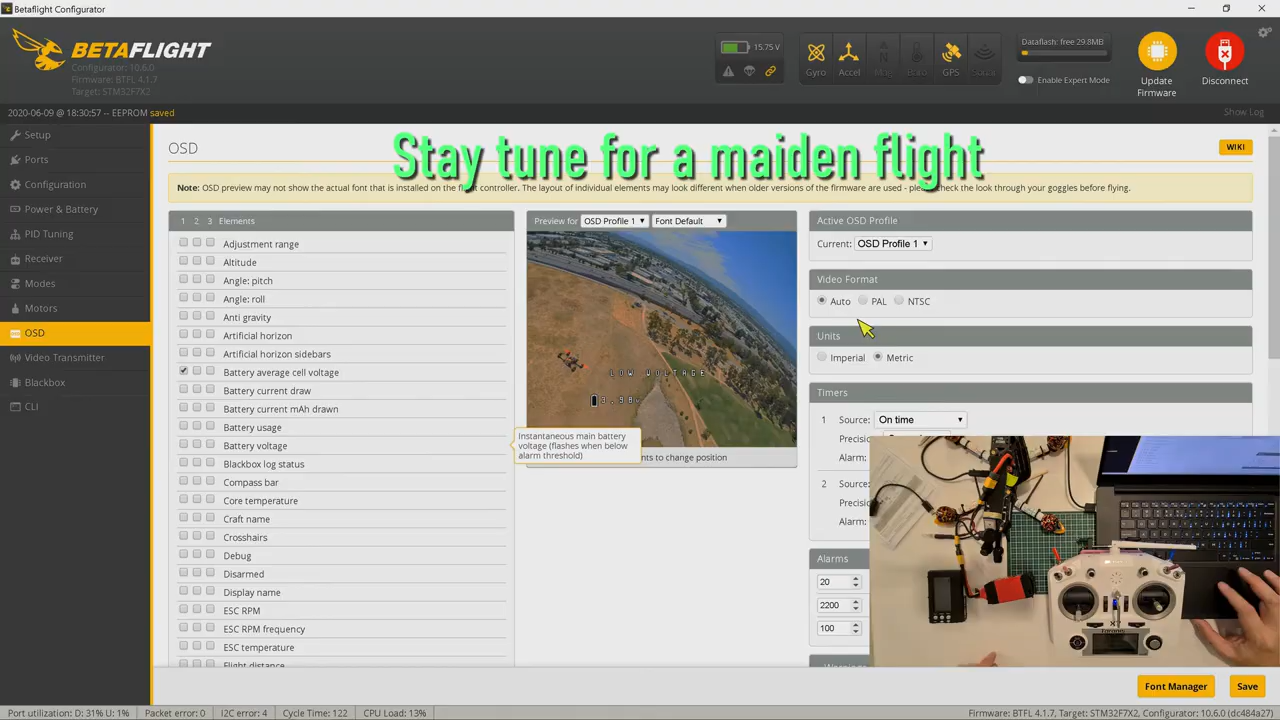 Betaflight Configurator
BETAFLIGHT
Configurator: 10.6.0
Firmware: BTFL 4.1.7
Target: STM32F7X2
15.75 V
Gyro
Accel
Mag
Baro
GPS
Sonar
Dataflash: free 29.8MB
Enable Expert Mode
Update
Firmware
Disconnect
2020-06-09 @ 18:30:57 -- EEPROM saved
Show Log
Setup
Ports
Configuration
Power & Battery
PID Tuning
Receiver
Modes
Motors
OSD
Video Transmitter
Blackbox
CLI
OSD
Stay tune for a maiden flight
WIKI
Note: OSD preview may not show the actual font that is installed on the flight controller. The layout of individual elements may look different when older versions of the firmware are used - please check the look through your goggles before flying.
1 2 3 Elements
Adjustment range
Altitude
Angle: pitch
Angle: roll
Anti gravity
Artificial horizon
Artificial horizon sidebars
Battery average cell voltage
Battery current draw
Battery current mAh drawn
Battery usage
Battery voltage
Blackbox log status
Compass bar
Core temperature
Craft name
Crosshairs
Debug
Disarmed
Display name
ESC RPM
ESC RPM frequency
ESC temperature
Flight distance
Preview for OSD Profile 1 Font Default
LOW VOLTAGE
3.98V
Instantaneous main battery
voltage (flashes when below
alarm threshold)
nts to change position
Active OSD Profile
Current: OSD Profile 1
Video Format
Auto PAL NTSC
Units
Imperial Metric
Timers
1 Source: On time
Precisi
Alarm:
2 Source:
Precisi
Alarm:
Alarms
20
2200
100
Warnings
Font Manager
Save
Port utilization: D: 31% U: 1%
Packet error: 0
I2C error: 4
Cycle Time: 122
CPU Load: 13%
Firmware: BTFL 4.1.7, Target: STM32F7X2, Configurator: 10.6.0 (dc484a27)